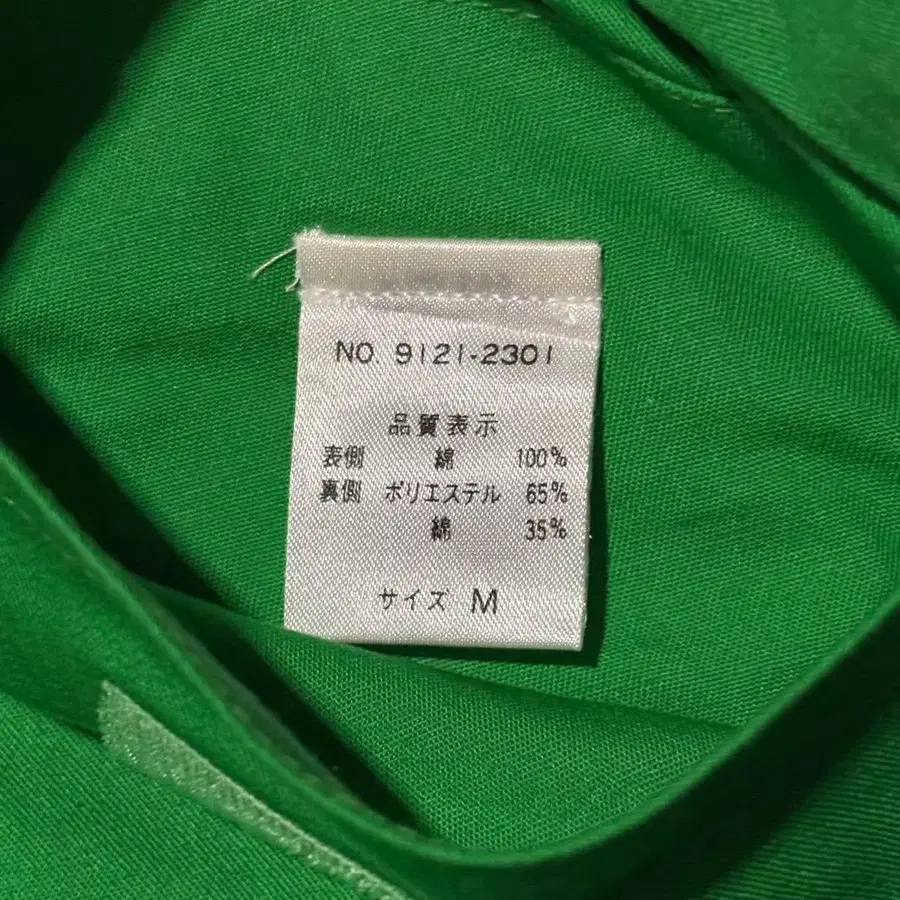 NO 9121-2301
品質表示
表側 綿 100%
裏側 ポリエステル 65%
綿 35%
サイズ M